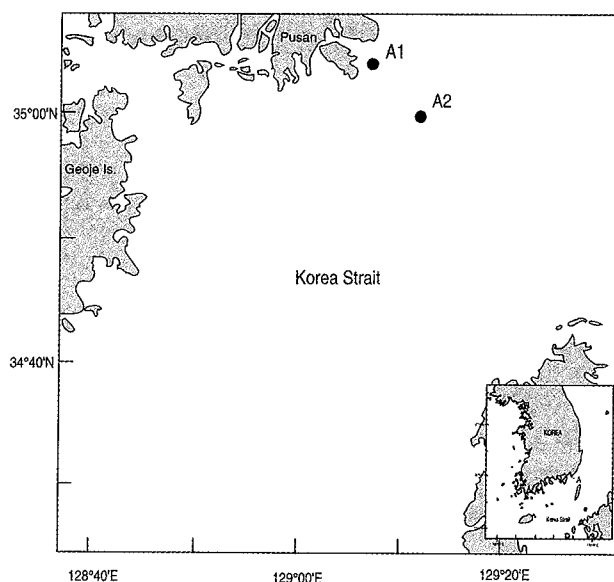 Pusan
A1
A2
35°00'N
Geoje Is.
Korea Strait
34°40'N
KOREA
Korea Strait
128°40'E
129°00'E
129°20'E